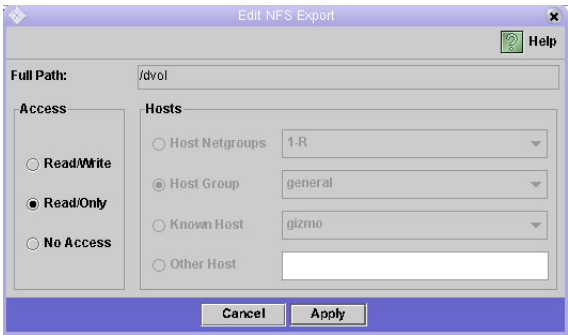 Edit NFS Export
Help
Full Path: /dvol
Access
Read/Write
Read/Only
No Access
Hosts
Host Netgroups 1-R
Host Group general
Known Host gizmo
Other Host
Cancel Apply